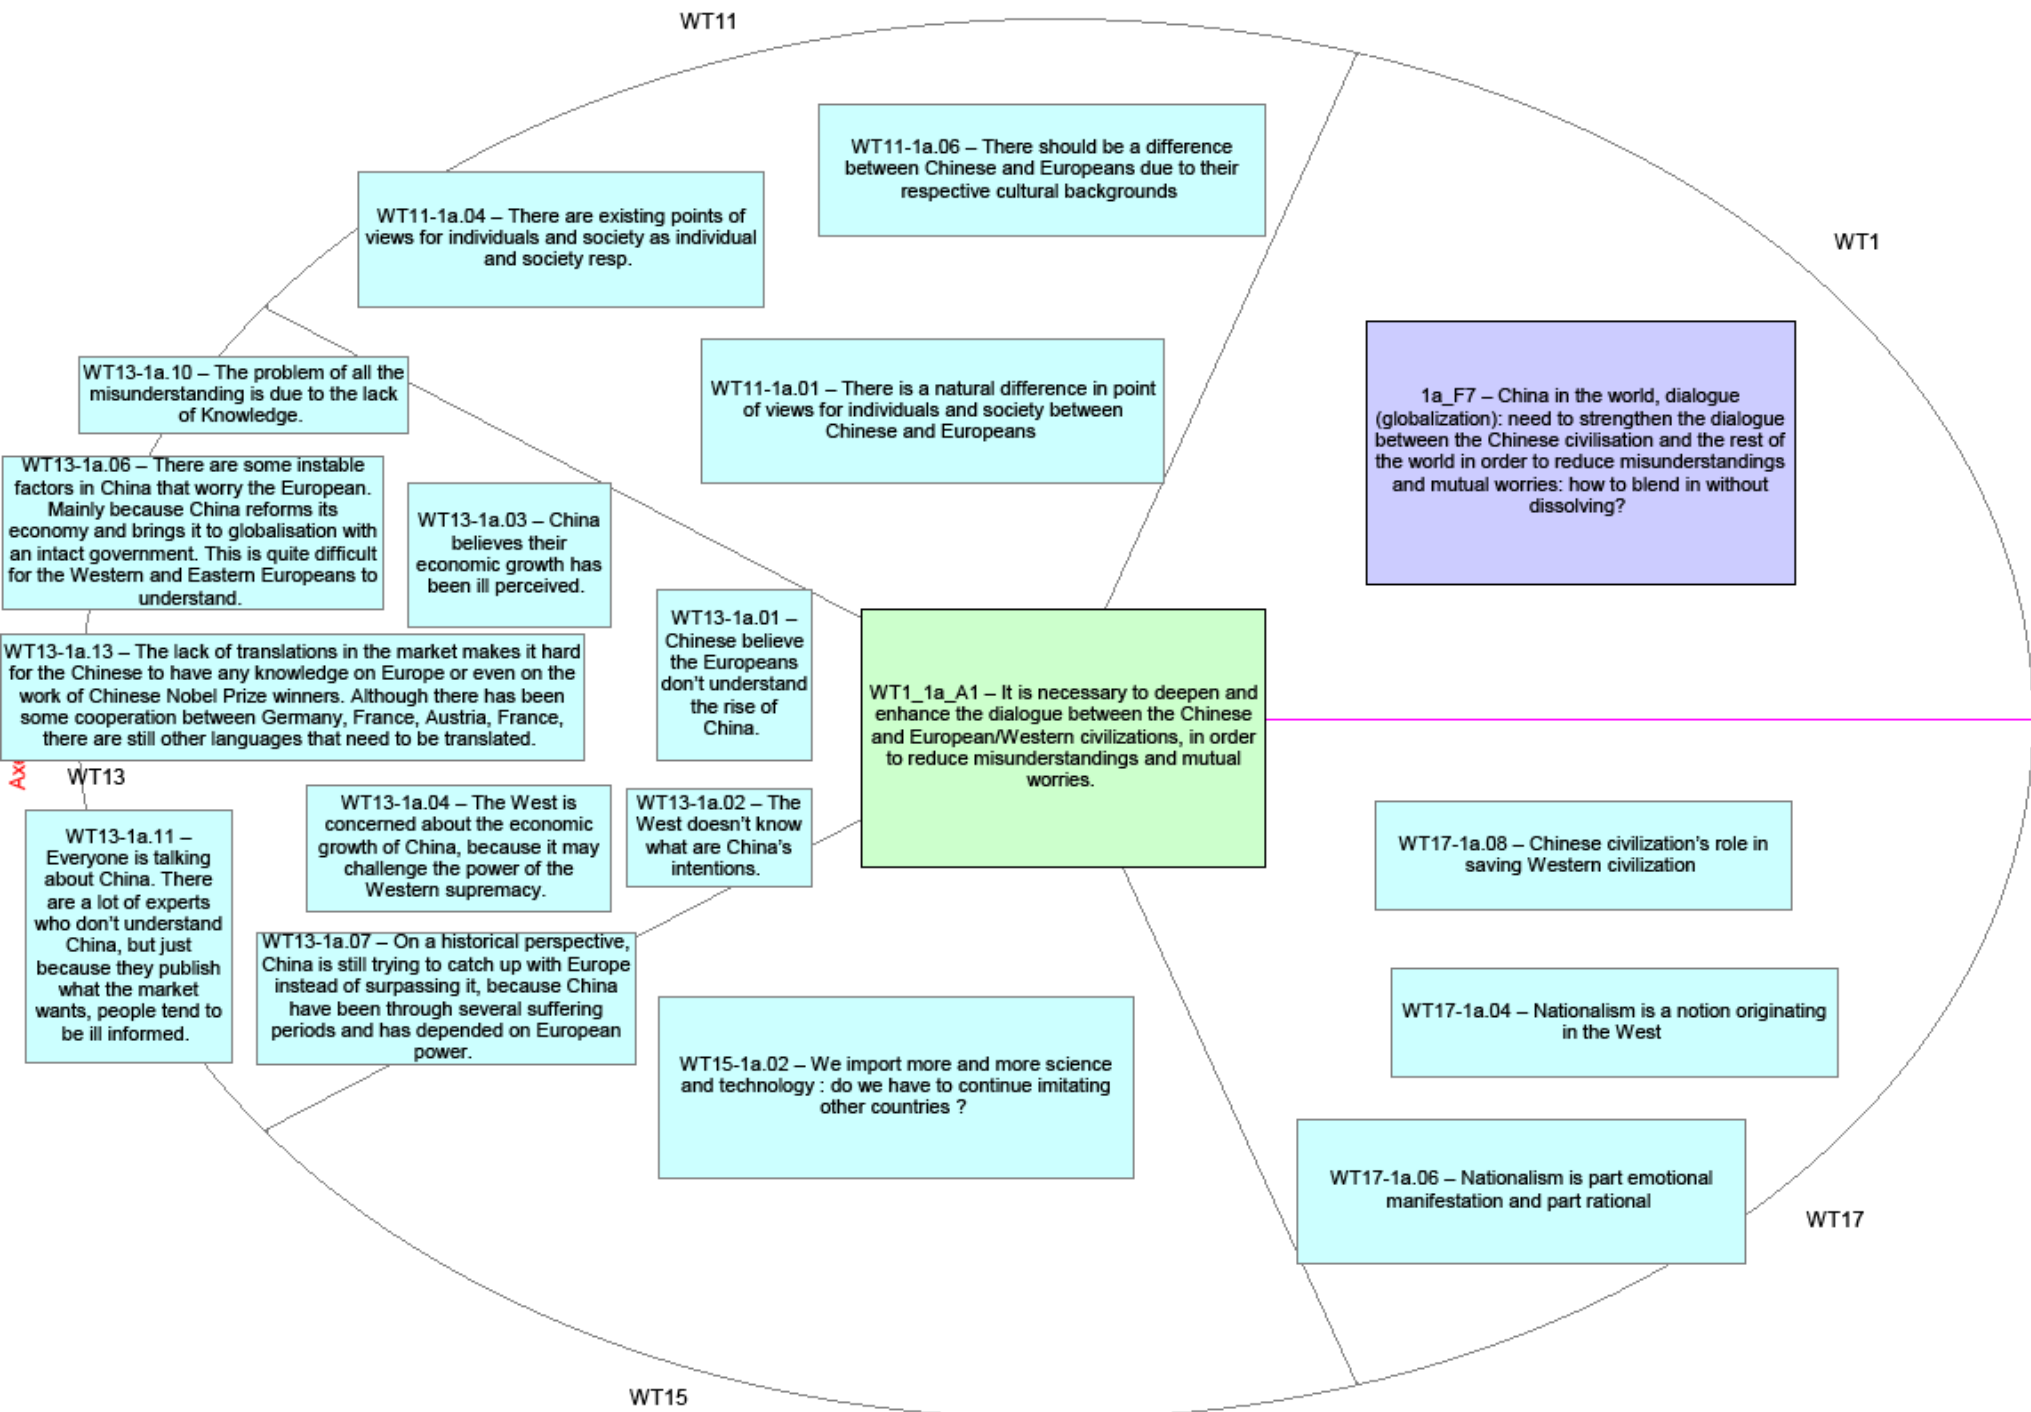 WT11
WT11-1a.06 – There should be a difference
between Chinese and Europeans due to their
respective cultural backgrounds
WT11-1a.04 – There are existing points of
views for individuals and society as individual
and society resp.
WT1
WT13-1a.10 – The problem of all the
misunderstanding is due to the lack
of Knowledge.
WT11-1a.01 – There is a natural difference in point
of views for individuals and society between
Chinese and Europeans
1a_F7 – China in the world, dialogue
(globalization): need to strengthen the dialogue
between the Chinese civilisation and the rest of
the world in order to reduce misunderstandings
and mutual worries: how to blend in without
dissolving?
WT13-1a.06 – There are some instable
factors in China that worry the European.
Mainly because China reforms its
economy and brings it to globalisation with
an intact government. This is quite difficult
for the Western and Eastern Europeans to
understand.
WT13-1a.03 – China
believes their
economic growth has
been ill perceived.
WT13-1a.01 –
Chinese believe
the Europeans
don't understand
the rise of
China.
WT13-1a.13 – The lack of translations in the market makes it hard
for the Chinese to have any knowledge on Europe or even on the
work of Chinese Nobel Prize winners. Although there has been
some cooperation between Germany, France, Austria, France,
there are still other languages that need to be translated.
WT1_1a_A1 – It is necessary to deepen and
enhance the dialogue between the Chinese
and European/Western civilizations, in order
to reduce misunderstandings and mutual
worries.
Axe
WT13
WT13-1a.04 – The West is
concerned about the economic
growth of China, because it may
challenge the power of the
Western supremacy.
WT13-1a.02 – The
West doesn't know
what are China's
intentions.
WT13-1a.11 –
Everyone is talking
about China. There
are a lot of experts
who don't understand
China, but just
because they publish
what the market
wants, people tend to
be ill informed.
WT17-1a.08 – Chinese civilization's role in
saving Western civilization
WT13-1a.07 – On a historical perspective,
China is still trying to catch up with Europe
instead of surpassing it, because China
have been through several suffering
periods and has depended on European
power.
WT17-1a.04 – Nationalism is a notion originating
in the West
WT15-1a.02 – We import more and more science
and technology : do we have to continue imitating
other countries ?
WT17-1a.06 – Nationalism is part emotional
manifestation and part rational
WT17
WT15